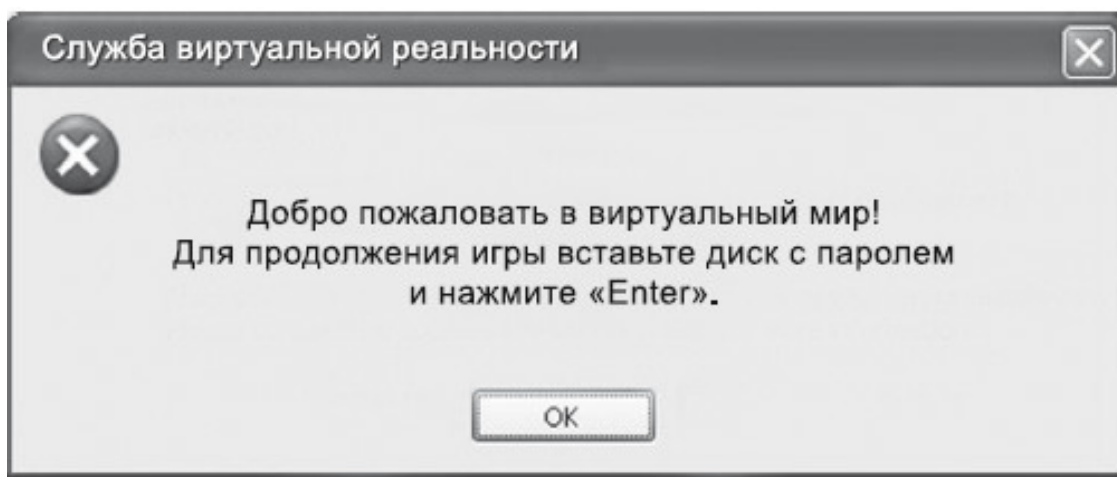 Служба виртуальной реальности
Добро пожаловать в виртуальный мир!
Для продолжения игры вставьте диск с паролем
и нажмите «Enter».
OK